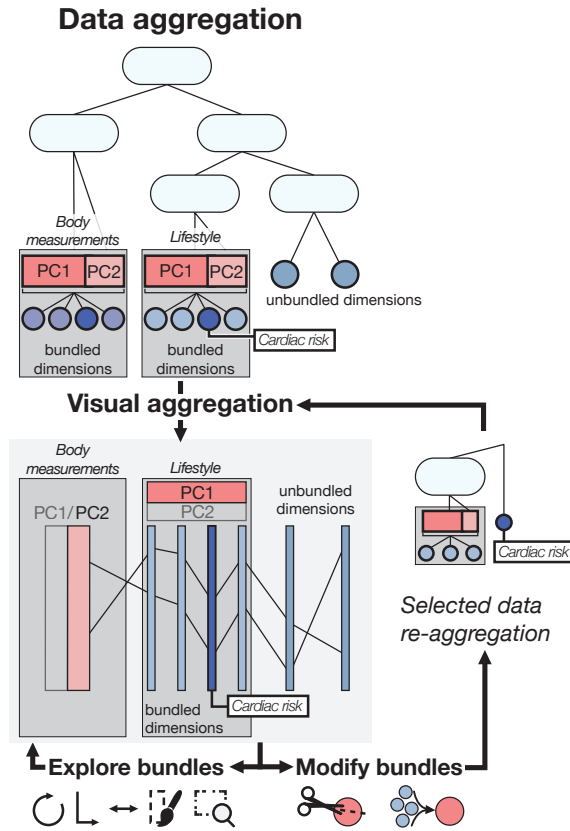 Data aggregation
Body
measurements
Lifestyle
PC1
PC2
PC1
PC2
unbundled dimensions
bundled
dimensions
bundled
dimensions
Cardiac risk
Visual aggregation
Body
measurements
Lifestyle
unbundled
dimensions
PC1
PC2
PC1/PC2
Cardiac risk
Selected data
re-aggregation
bundled
dimensions
Cardiac risk
Explore bundles
Modify bundles